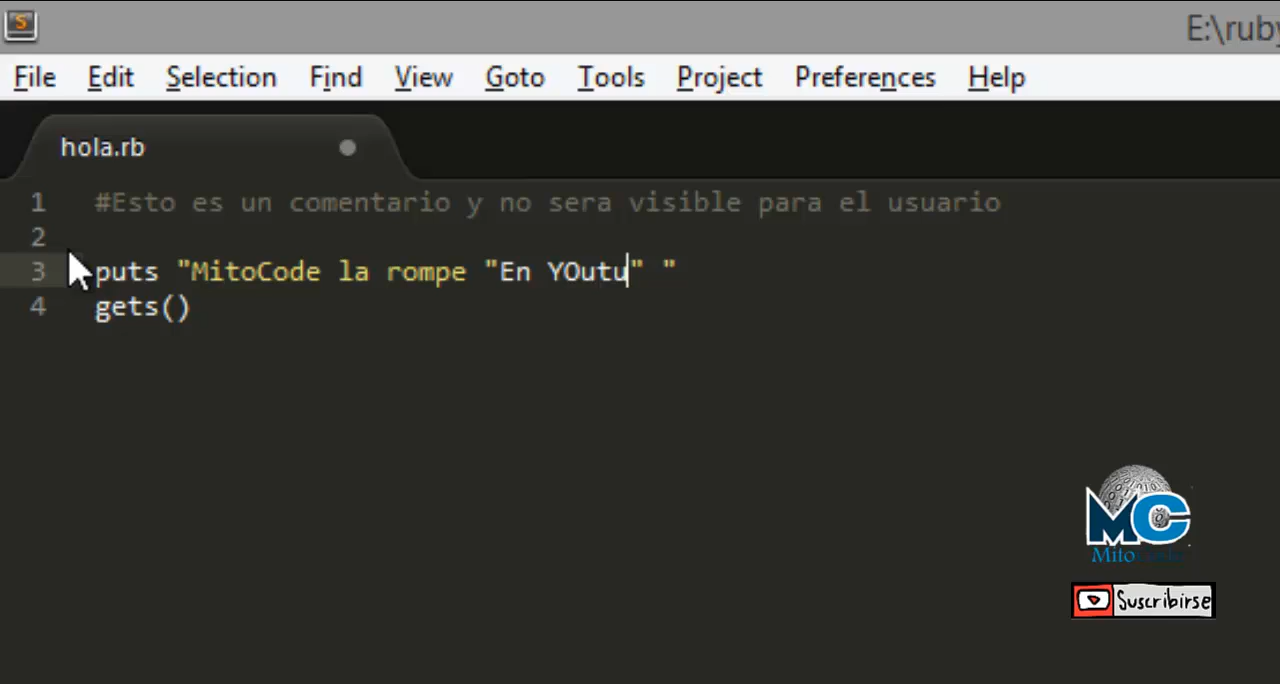 E:\ruby
File Edit Selection Find View Goto Tools Project Preferences Help
hola.rb
1 #Esto es un comentario y no sera visible para el usuario
2
3 puts "MitoCode la rompe "En YOutu" "
4 gets()
MC
MitoCode
Suscribirse